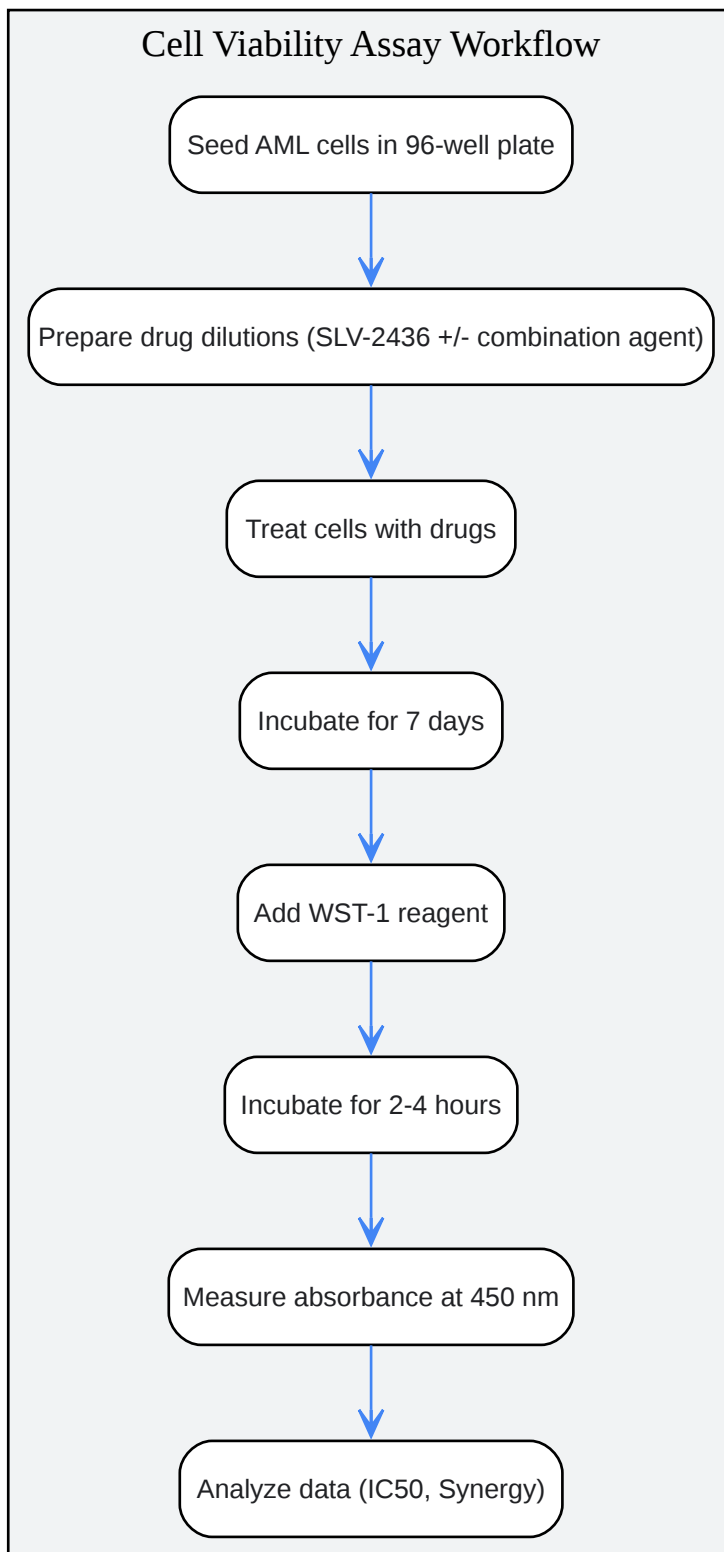 Cell Viability Assay Workflow
Seed AML cells in 96-well plate
Prepare drug dilutions (SLV-2436 +/- combination agent)
Treat cells with drugs
Incubate for 7 days
Add WST-1 reagent
Incubate for 2-4 hours
Measure absorbance at 450 nm
Analyze data (IC50, Synergy)